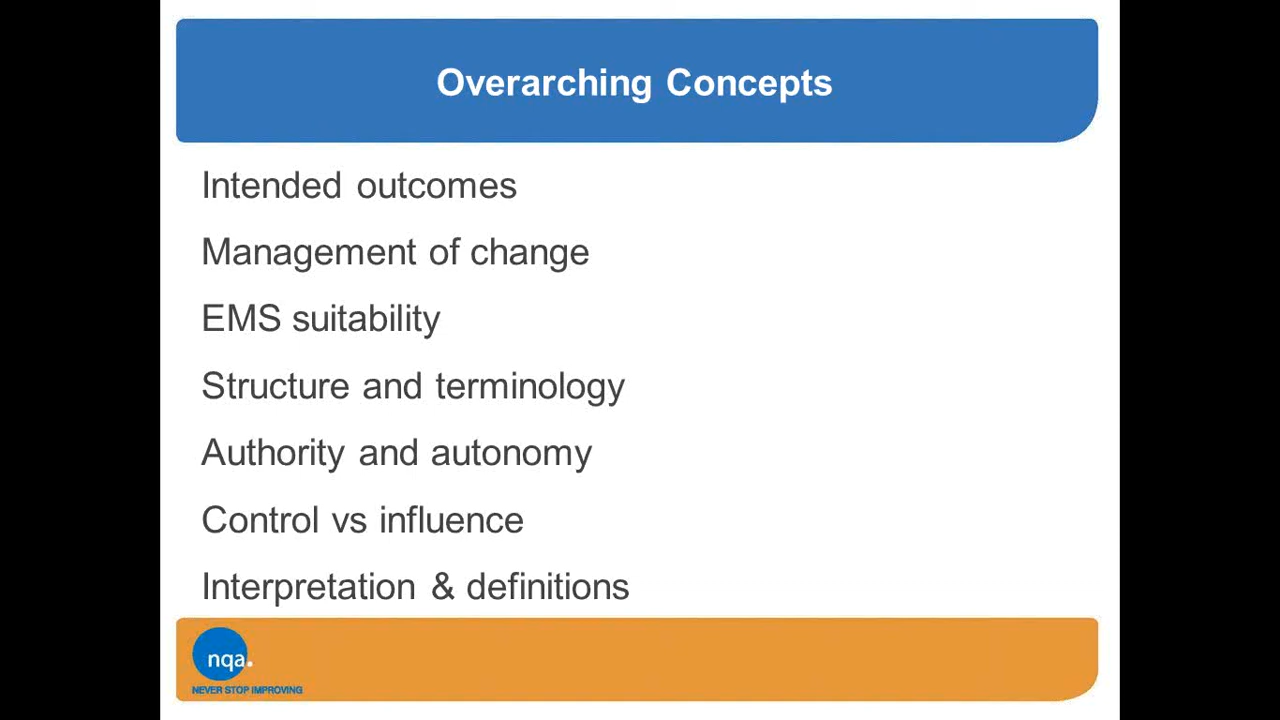 Overarching Concepts
Intended outcomes
Management of change
EMS suitability
Structure and terminology
Authority and autonomy
Control vs influence
Interpretation & definitions
nqa.
NEVER STOP IMPROVING